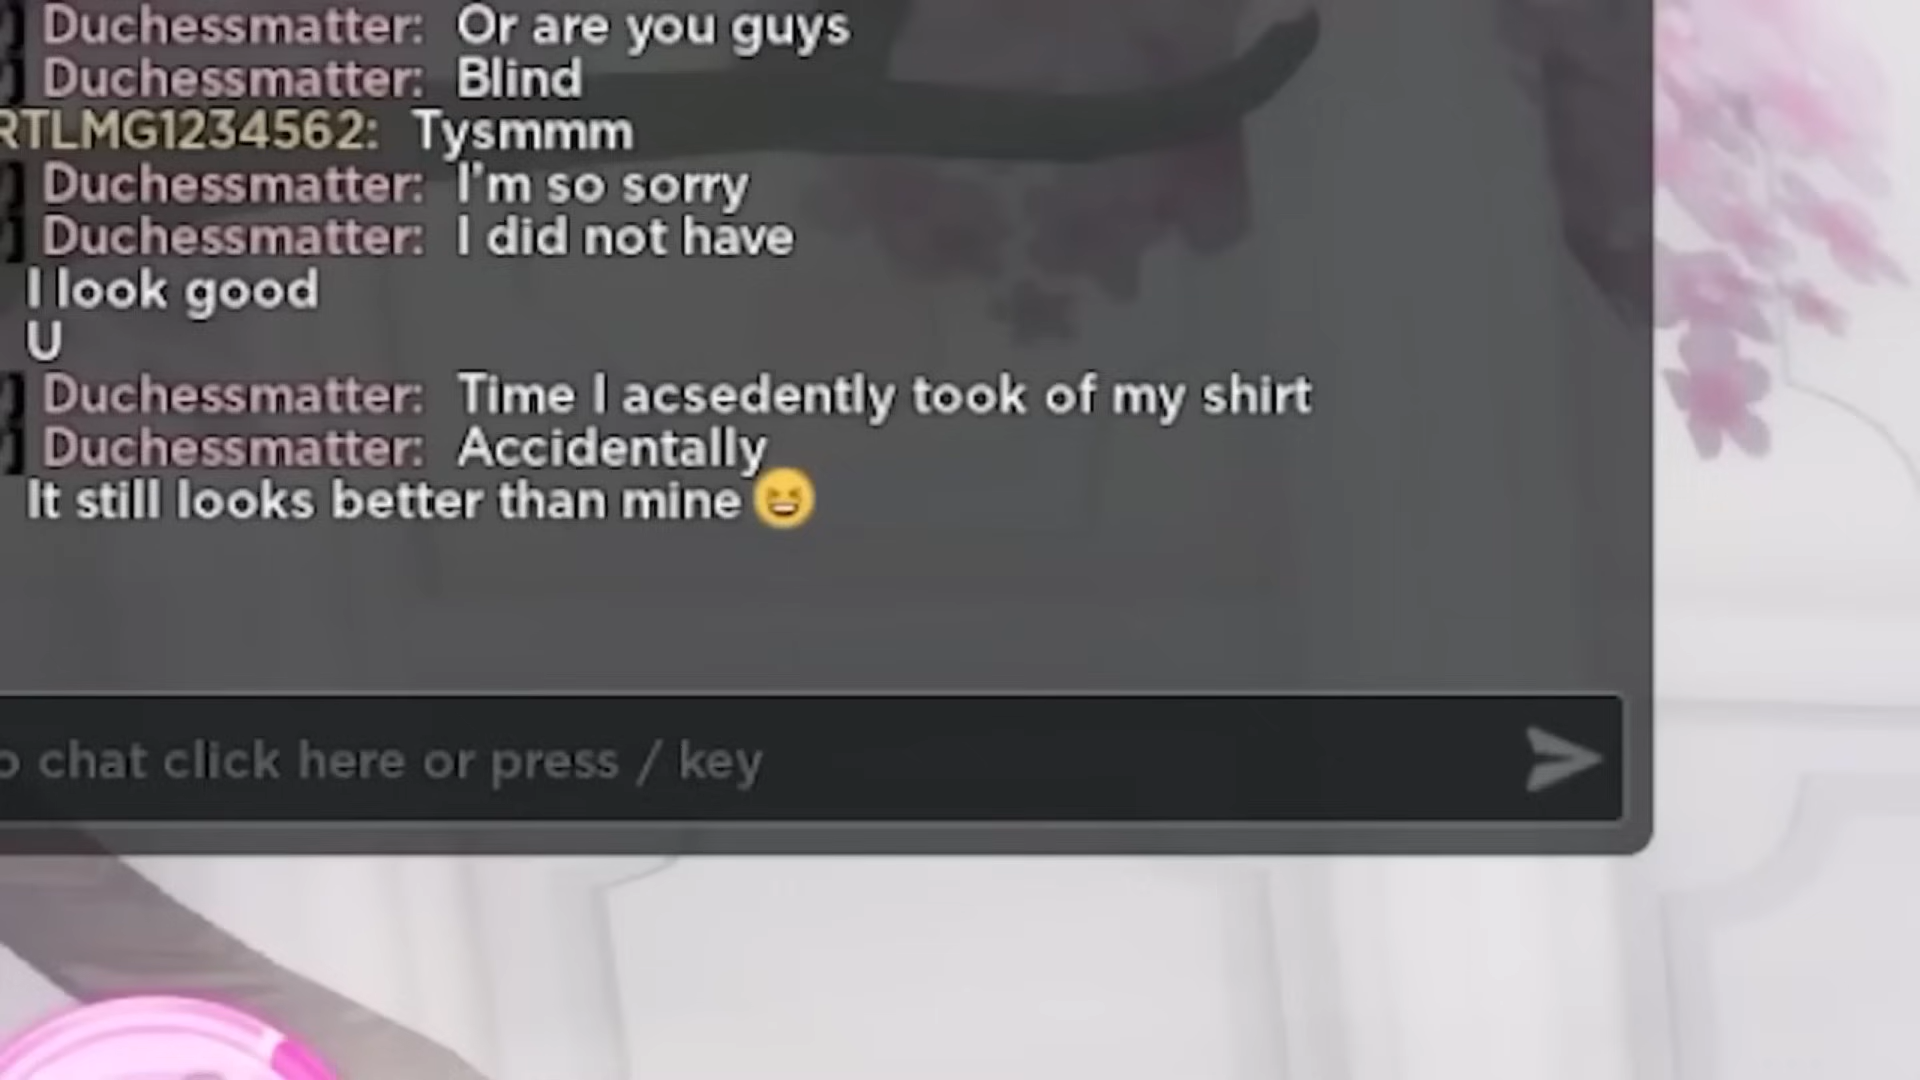 Duchessmatter: Or are you guys
Duchessmatter: Blind
RTLMG1234562: Tysmmm
Duchessmatter: I'm so sorry
Duchessmatter: I did not have
I look good
U
Duchessmatter: Time I acsedently took of my shirt
Duchessmatter: Accidentally
It still looks better than mine😆
o chat click here or press / key